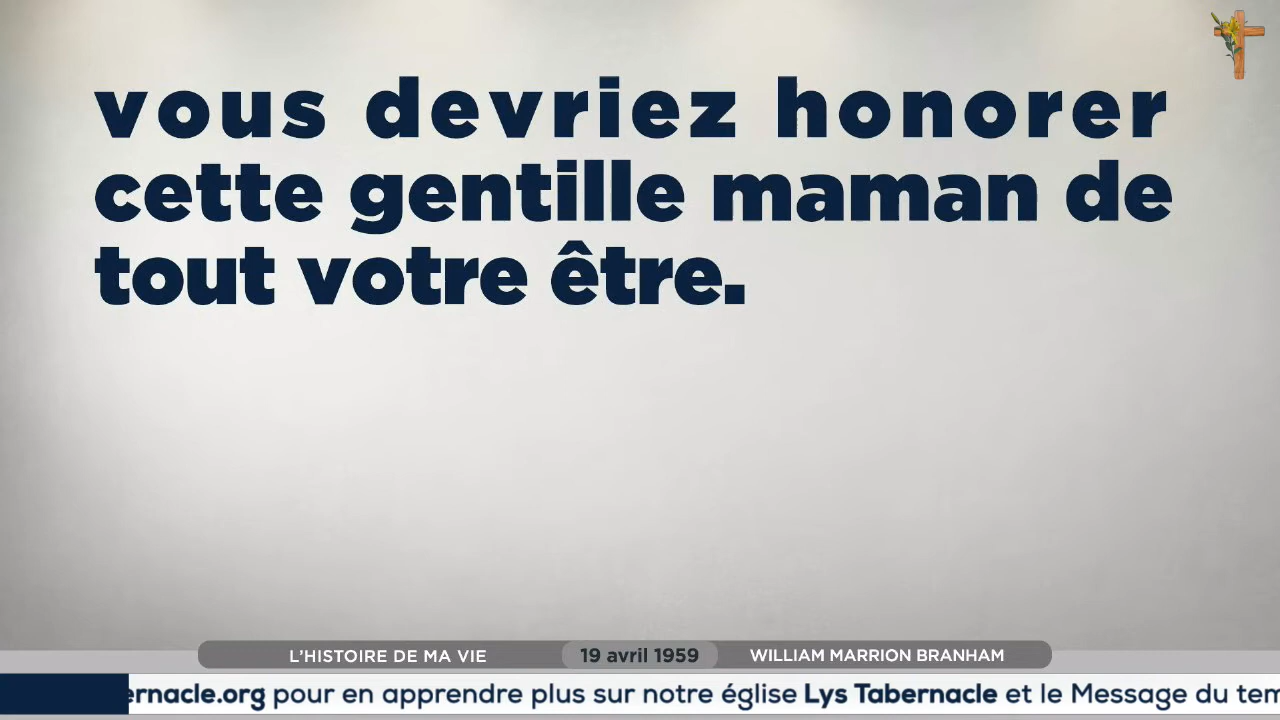 vous devriez honorer
cette gentille maman de
tout votre être.
L'HISTOIRE DE MA VIE 19 avril 1959 WILLIAM MARRION BRANHAM
ernacle.org pour en apprendre plus sur notre église Lys Tabernacle et le Message du tem